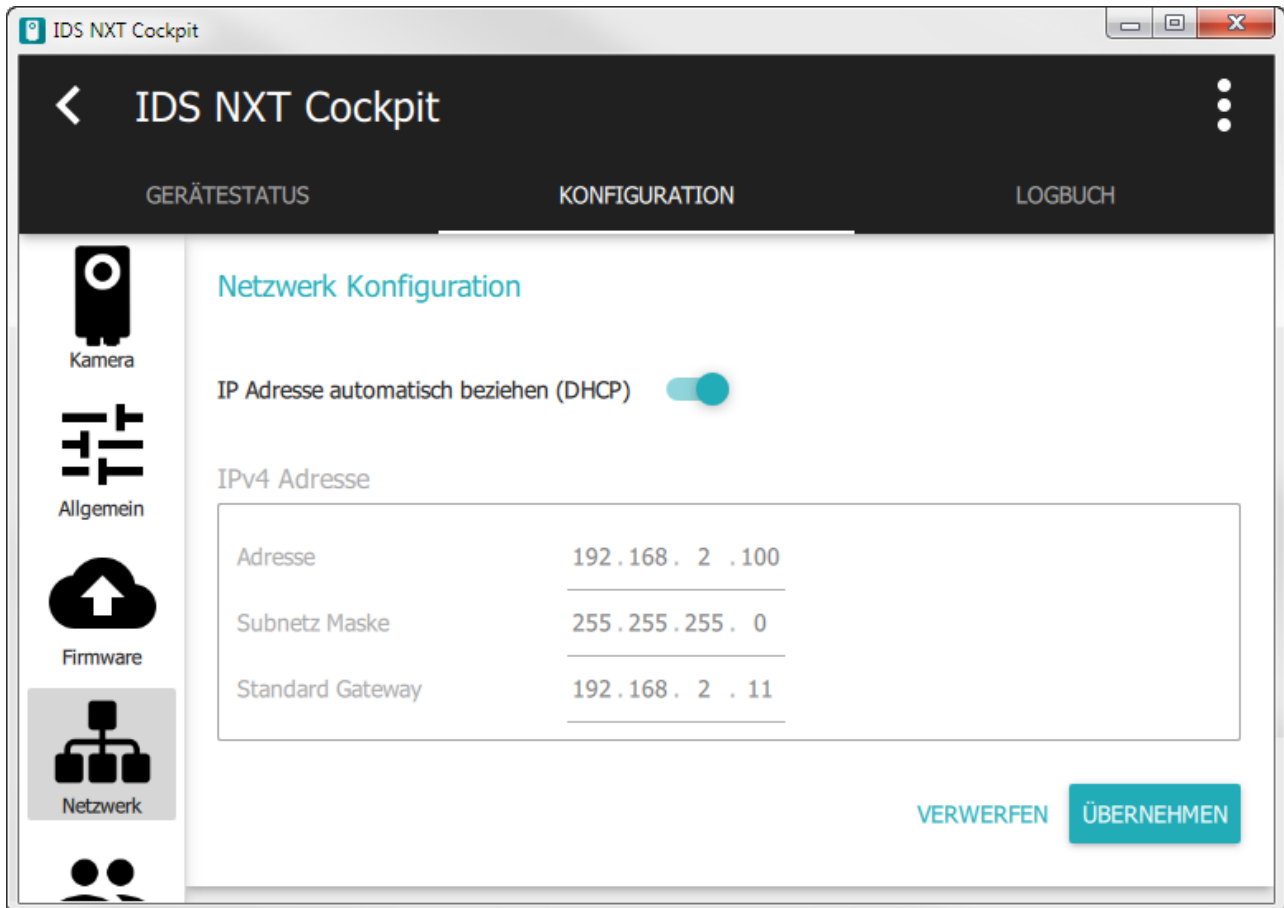 IDS NXT Cockpit
IDS NXT Cockpit
GERÄTESTATUS
KONFIGURATION
LOGBUCH
Kamera
Allgemein
Firmware
Netzwerk
Netzwerk Konfiguration
IP Adresse automatisch beziehen (DHCP)
IPv4 Adresse
Adresse 192.168. 2 .100
Subnetz Maske 255.255.255. 0
Standard Gateway 192.168. 2 . 11
VERWERFEN ÜBERNEHMEN